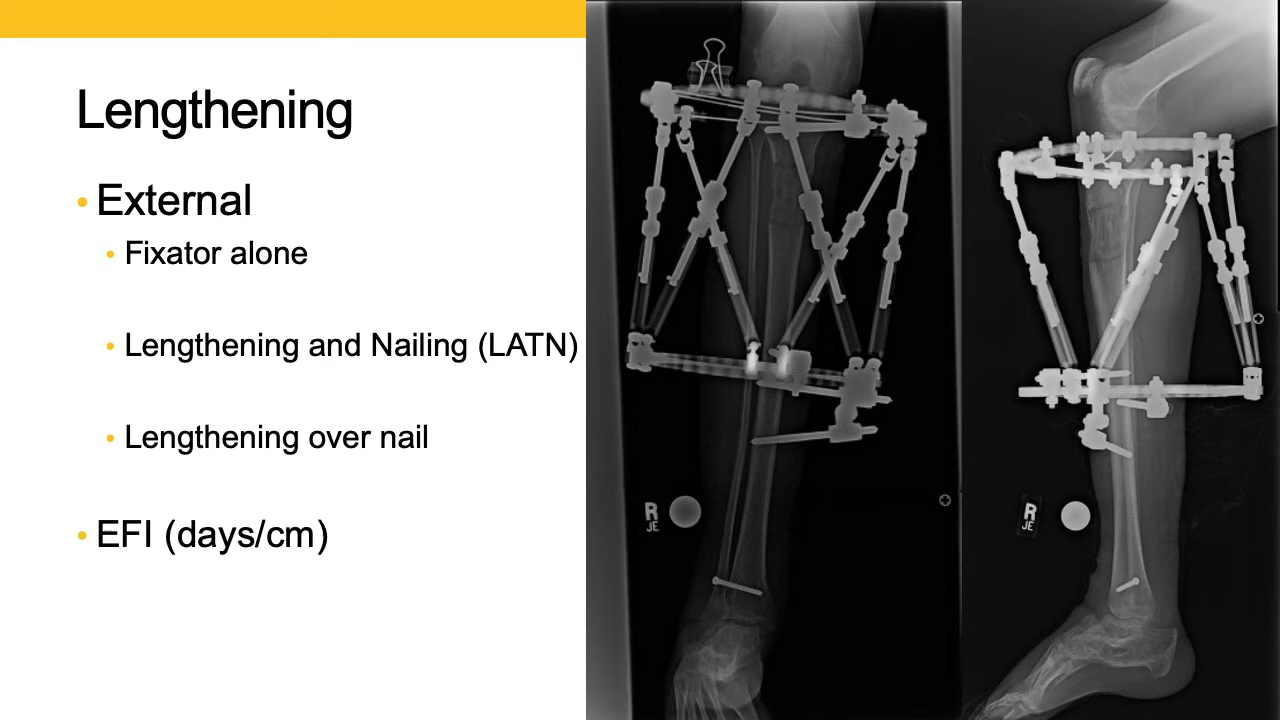 Lengthening
• External
• Fixator alone
• Lengthening and Nailing (LATN)
• Lengthening over nail
• EFI (days/cm)
R
JE
R
JE